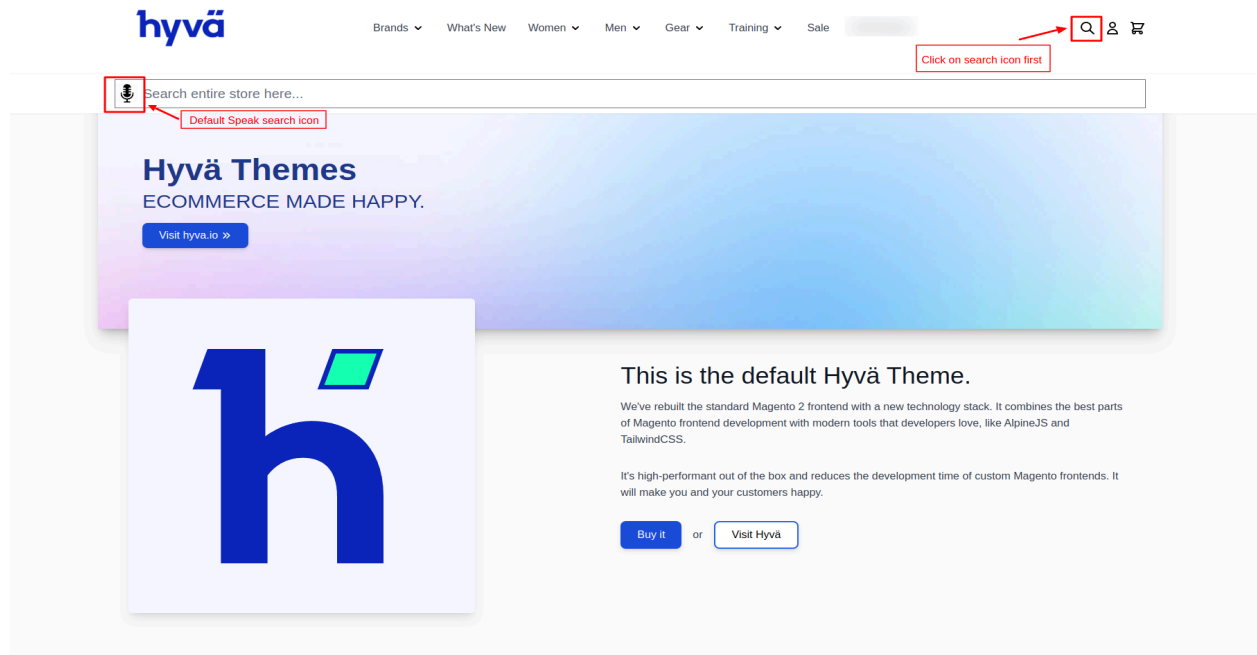 hyvä
Brands What's New Women Men Gear Training Sale
Click on search icon first
Search entire store here...
Default Speak search icon
Hyvä Themes
ECOMMERCE MADE HAPPY.
Visit hyva.io »
This is the default Hyvä Theme.
We've rebuilt the standard Magento 2 frontend with a new technology stack. It combines the best parts
of Magento frontend development with modern tools that developers love, like AlpineJS and
TailwindCSS.
It's high-performant out of the box and reduces the development time of custom Magento frontends. It
will make you and your customers happy.
Buy it or Visit Hyvä